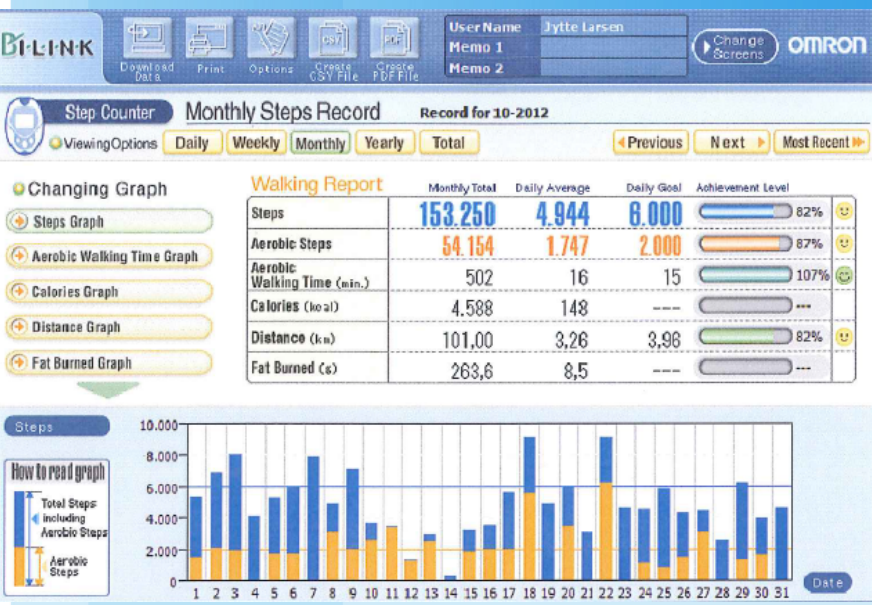 BI-LINK
Download Data
Print
Options
Create CSV File
Create PDF File
User Name Jytte Larsen
Memo 1
Memo 2
Change Screens
OMRON
Step Counter
Monthly Steps Record
Record for 10-2012
Viewing Options
Daily
Weekly
Monthly
Yearly
Total
Previous
Next
Most Recent
Changing Graph
Steps Graph
Aerobic Walking Time Graph
Calories Graph
Distance Graph
Fat Burned Graph
Walking Report Monthly Total Daily Average Daily Goal Achievement Level
Steps 153.250 4.944 6.000 82%
Aerobic Steps 54.154 1.747 2.000 87%
Aerobic
Walking Time (min.) 502 16 15 107%
Calories (kcal) 4.588 148 --- ---
Distance (km) 101,00 3,26 3,96 82%
Fat Burned (g) 263,6 8,5 --- ---
Steps
How to read graph
Total Steps
including
Aerobic Steps
Aerobic
Steps
10.000
8.000
6.000
4.000
2.000
0
1 2 3 4 5 6 7 8 9 10 11 12 13 14 15 16 17 18 19 20 21 22 23 24 25 26 27 28 29 30 31
Date